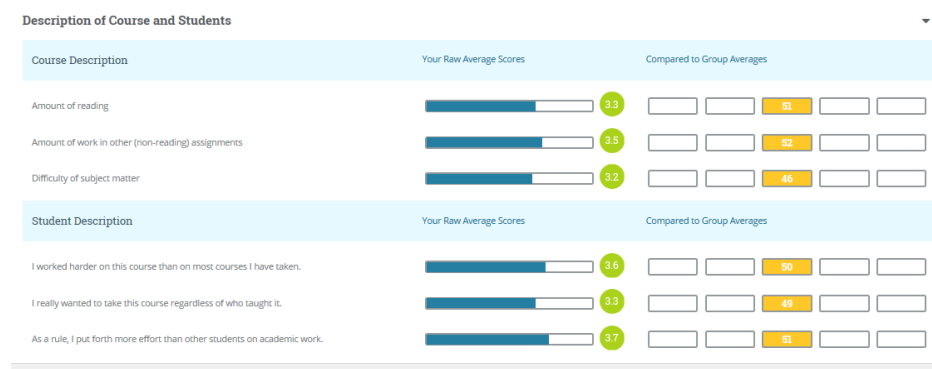 Description of Course and Students
Course Description Your Raw Average Scores Compared to Group Averages
Amount of reading 3.3 51
Amount of work in other (non-reading) assignments 3.5 52
Difficulty of subject matter 3.2 46
Student Description Your Raw Average Scores Compared to Group Averages
I worked harder on this course than on most courses I have taken. 3.6 50
I really wanted to take this course regardless of who taught it. 3.3 49
As a rule, I put forth more effort than other students on academic work. 3.7 51